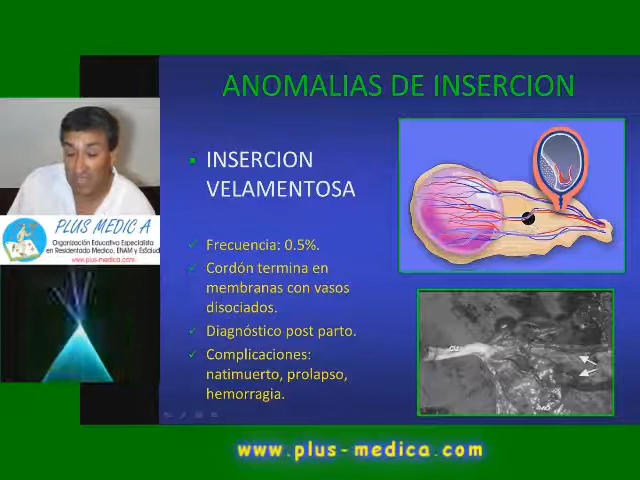 ANOMALIAS DE INSERCION
INSERCION
VELAMENTOSA
Frecuencia: 0.5%.
Cordón termina en
membranas con vasos
disociados.
Diagnóstico post parto.
Complicaciones:
natimuerto, prolapso,
hemorragia.
PLUS MEDIC A
Organización Educativa Especialista
en Residentado Medico, ENAM y EsSalud
www.plus-medica.com
www.plus-medica.com